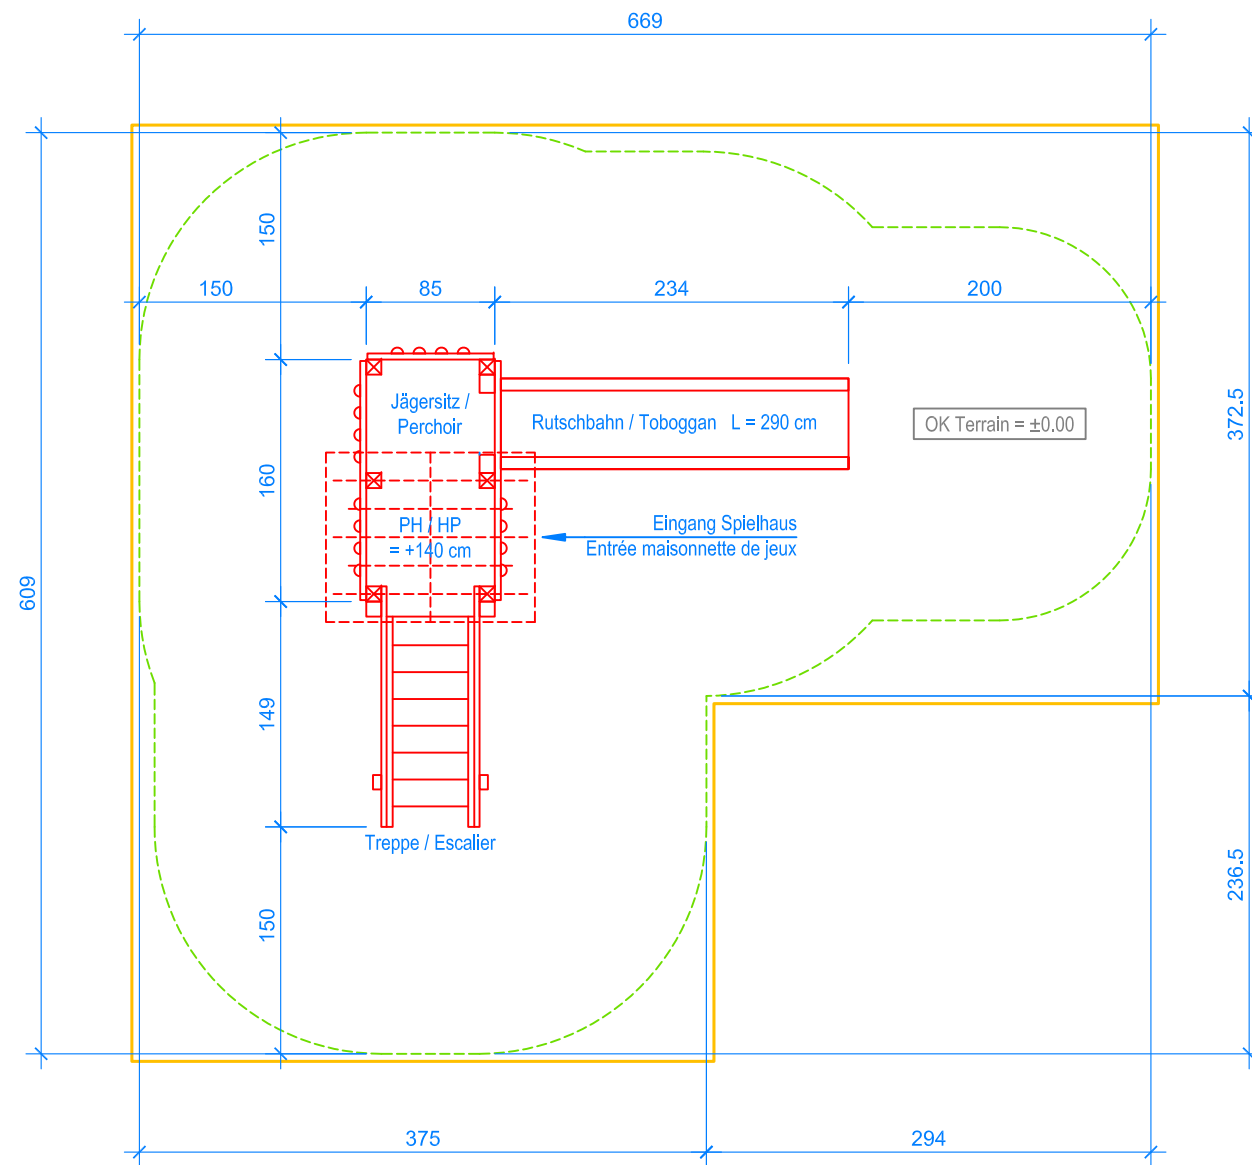 669
150
150
85
234
200
372.5
Jägersitz /
Perchoir
Rutschbahn / Toboggan L = 290 cm
OK Terrain = ±0.00
160
PH / HP
= +140 cm
Eingang Spielhaus
Entrée maisonnette de jeux
609
149
Treppe / Escalier
236.5
150
375
294